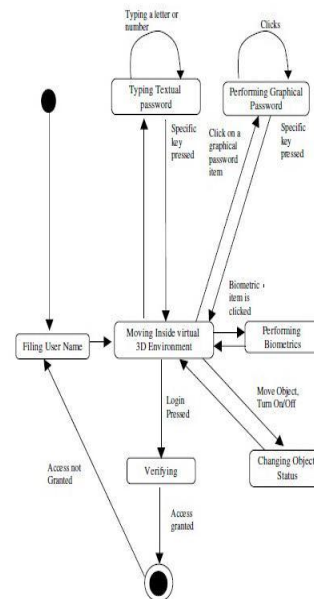 Typing a letter or
number
Clicks
Typing Textual
password
Performing Graphical
Password
Specific
key
pressed
Click on a
graphical
password
item
Specific
key
pressed
Biometric
item is
clicked
Filing User Name
Moving Inside virtual
3D Environment
Performing
Biometrics
Login
Pressed
Move Object,
Turn On/Off
Access not
Granted
Verifying
Changing Object
Status
Access
granted